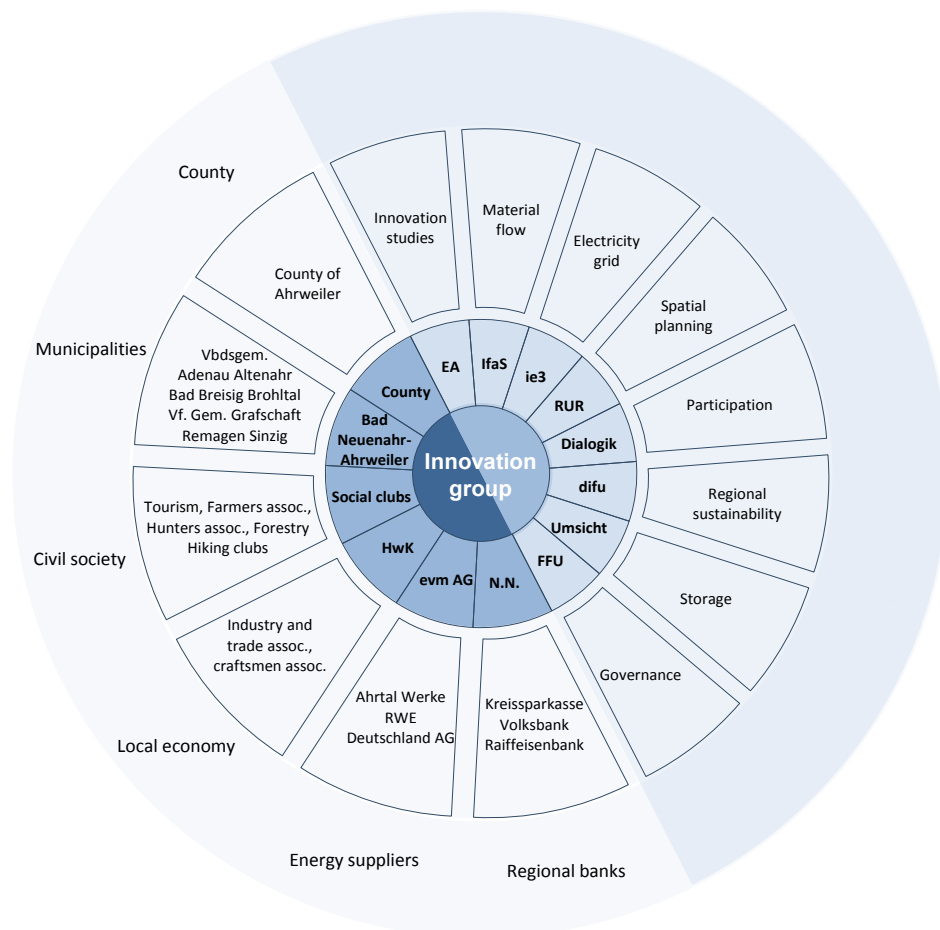 County
Innovation
studies
Material
flow
Electricity
grid
Spatial
planning
Participation
Regional
sustainability
Storage
Governance
County of
Ahrweiler
Municipalities
Vbdsgem.
Adenau Altenahr
Bad Breisig Brohltal
Vf. Gem. Grafschaft
Remagen Sinzig
Civil society
Tourism, Farmers assoc.,
Hunters assoc., Forestry
Hiking clubs
Local economy
Industry and
trade assoc.,
craftsmen assoc.
Energy suppliers
Ahrtal Werke
RWE
Deutschland AG
Regional banks
Kreissparkasse
Volksbank
Raiffeisenbank
EA
IfaS
ie3
RUR
Dialogik
difu
Umsicht
FFU
N.N.
evm AG
HwK
Social clubs
Bad
Neuenahr-
Ahrweiler
County
Innovation
group